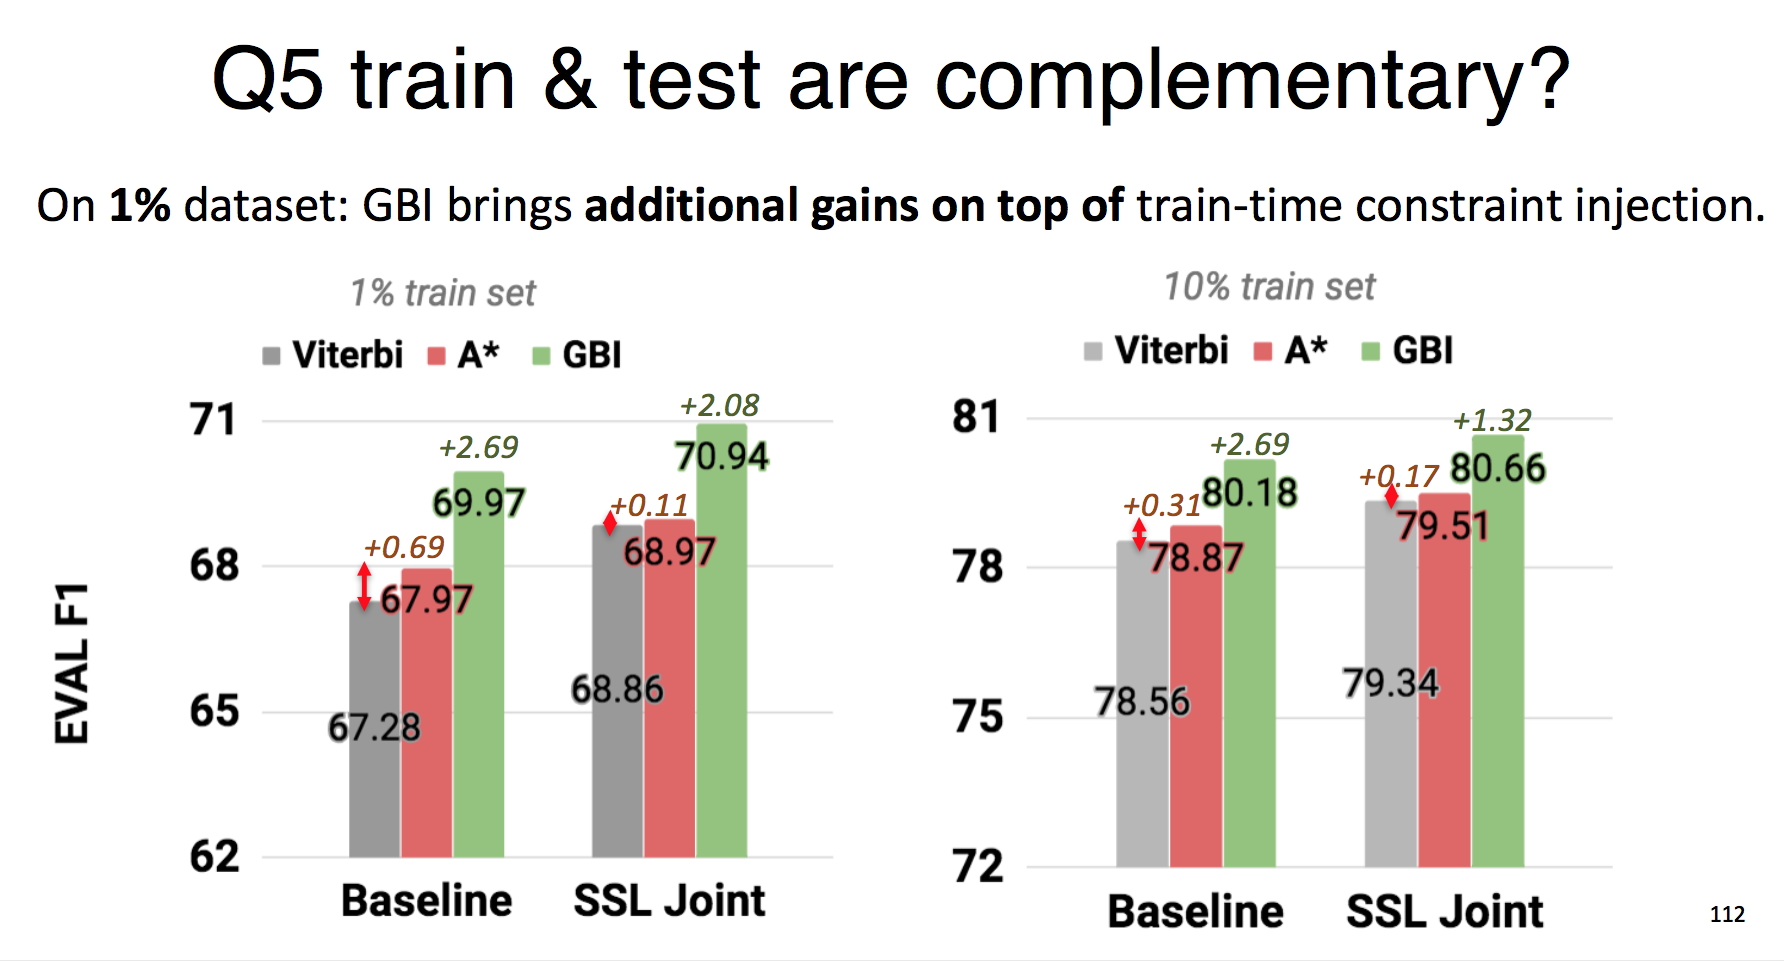 Q5 train & test are complementary?
On 1% dataset: GBI brings additional gains on top of train-time constraint injection.
1% train set
Viterbi A* GBI
71
68
65
62
EVAL F1
+0.69
+2.69
+0.11
+2.08
67.28
67.97
69.97
68.86
68.97
70.94
Baseline
SSL Joint
10% train set
Viterbi A* GBI
81
78
75
72
+0.31
+2.69
+0.17
+1.32
78.56
78.87
80.18
79.34
79.51
80.66
Baseline
SSL Joint
112